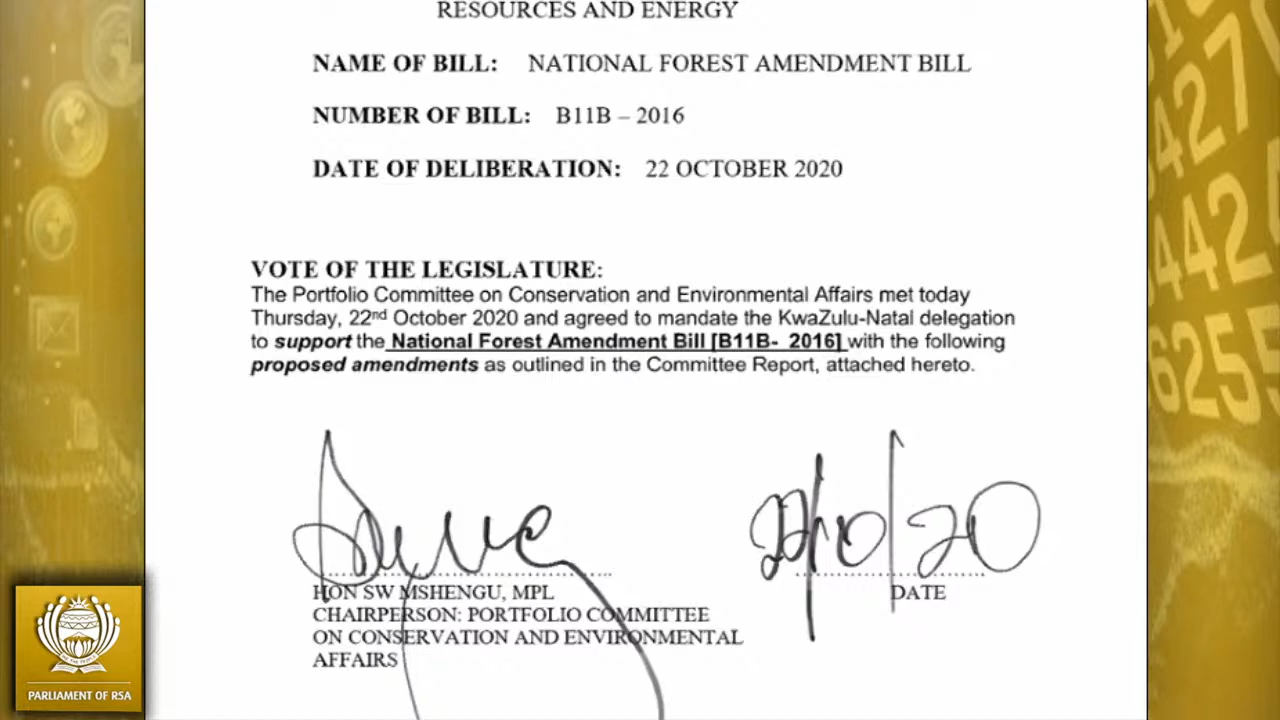 RESOURCES AND ENERGY
NAME OF BILL: NATIONAL FOREST AMENDMENT BILL
NUMBER OF BILL: B11B – 2016
DATE OF DELIBERATION: 22 OCTOBER 2020
VOTE OF THE LEGISLATURE:
The Portfolio Committee on Conservation and Environmental Affairs met today
Thursday, 22nd October 2020 and agreed to mandate the KwaZulu-Natal delegation
to support the National Forest Amendment Bill [B11B- 2016] with the following
proposed amendments as outlined in the Committee Report, attached hereto.
22/10/20
HON SW MSHENGU, MPL
DATE
CHAIRPERSON: PORTFOLIO COMMITTEE
ON CONSERVATION AND ENVIRONMENTAL
AFFAIRS
PARLIAMENT OF RSA